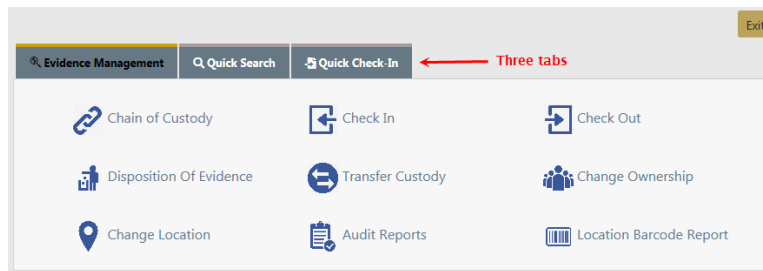 Exit
Evidence Management Quick Search Quick Check-In Three tabs
Chain of Custody Check In Check Out
Disposition Of Evidence Transfer Custody Change Ownership
Change Location Audit Reports Location Barcode Report